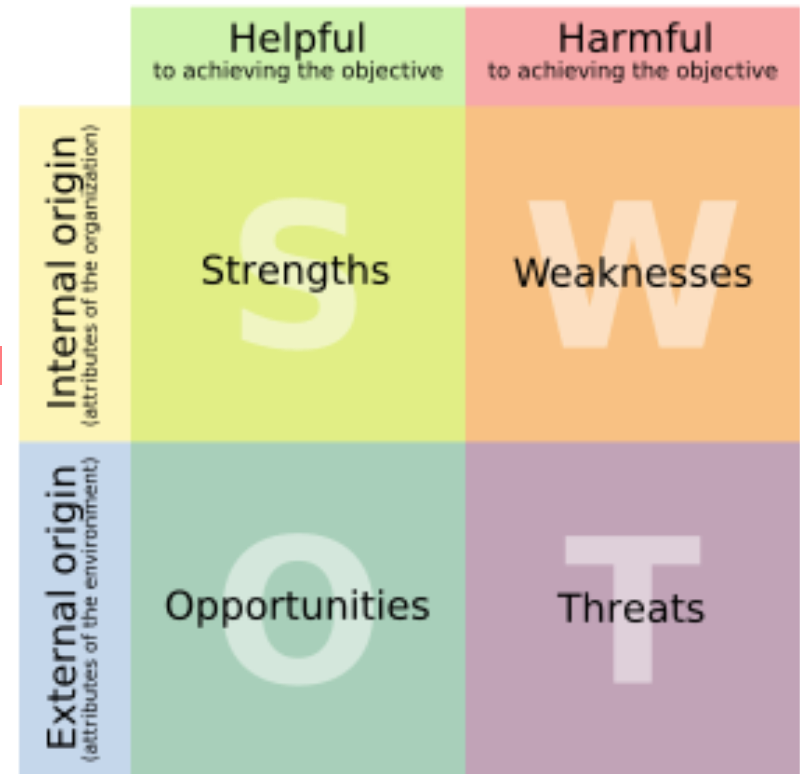 Helpful
to achieving the objective
Harmful
to achieving the objective
Internal origin
(attributes of the organization)
S
Strengths
W
Weaknesses
External origin
(attributes of the environment)
O
Opportunities
T
Threats